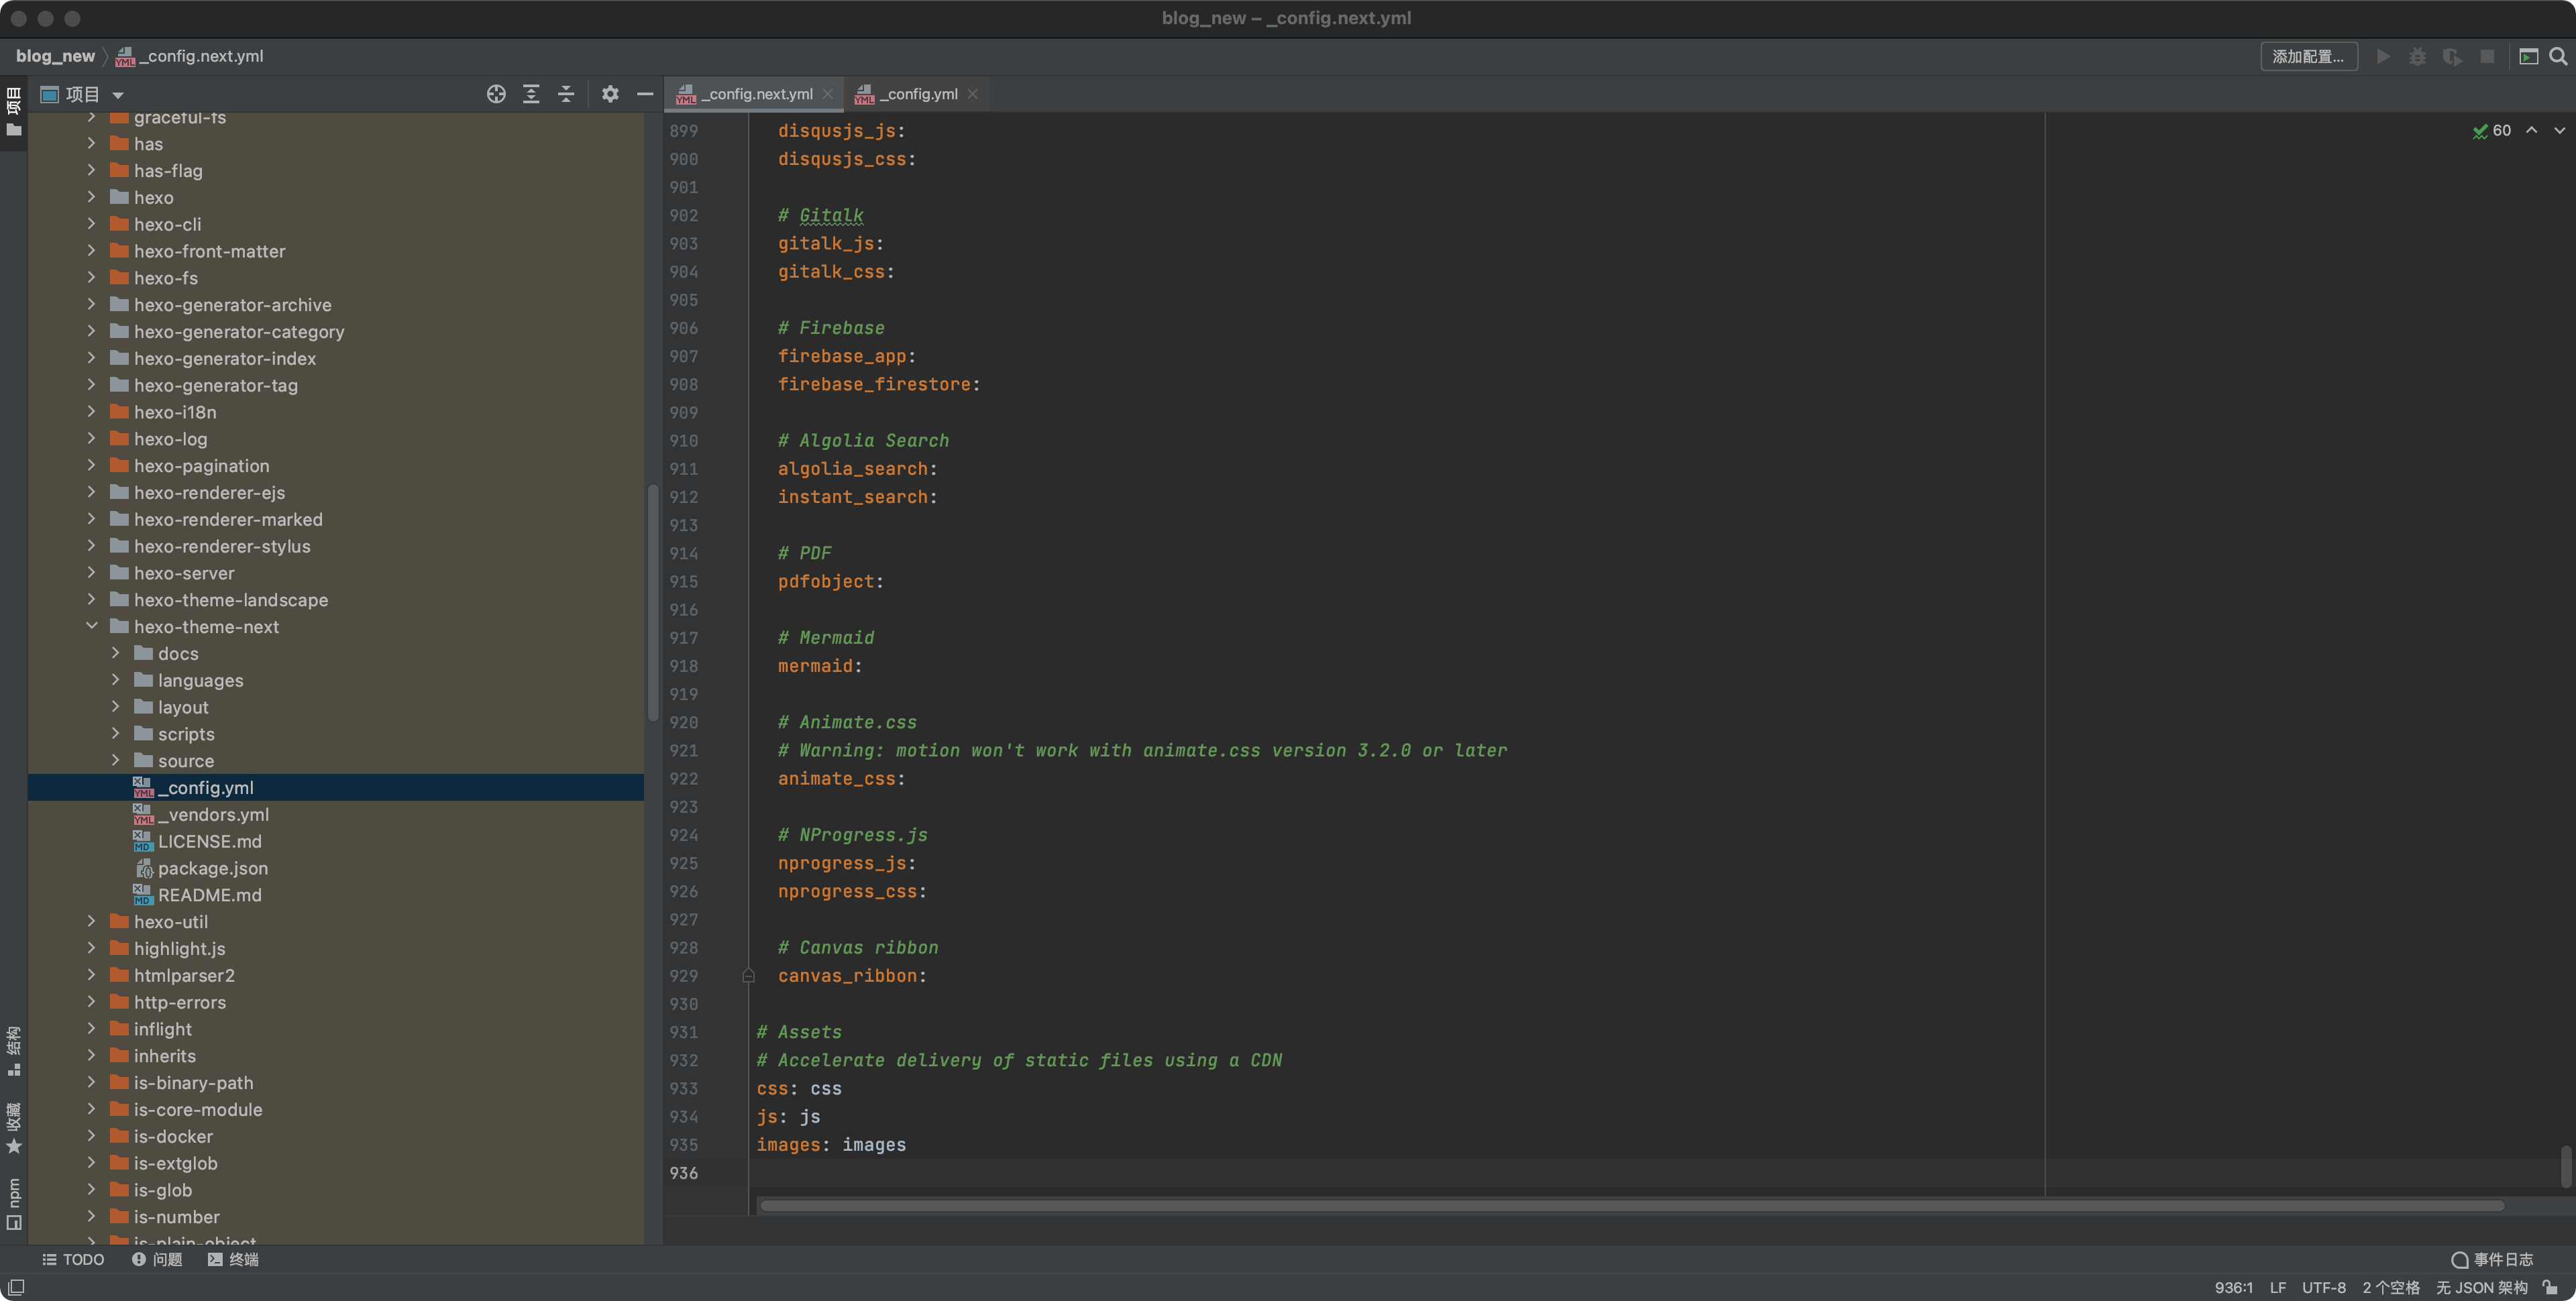 blog_new – _config.next.yml
blog_new
_config.next.yml
添加配置...
项目
项目
_config.next.yml
_config.yml
graceful-fs
has
has-flag
hexo
hexo-cli
hexo-front-matter
hexo-fs
hexo-generator-archive
hexo-generator-category
hexo-generator-index
hexo-generator-tag
hexo-i18n
hexo-log
hexo-pagination
hexo-renderer-ejs
hexo-renderer-marked
hexo-renderer-stylus
hexo-server
hexo-theme-landscape
hexo-theme-next
docs
languages
layout
scripts
source
_config.yml
_vendors.yml
LICENSE.md
package.json
README.md
hexo-util
highlight.js
htmlparser2
http-errors
inflight
inherits
is-binary-path
is-core-module
is-docker
is-extglob
is-glob
is-number
is-plain-object
结构
收藏
npm
899 disqusjs_js:
900 disqusjs_css:
901
902 # Gitalk
903 gitalk_js:
904 gitalk_css:
905
906 # Firebase
907 firebase_app:
908 firebase_firestore:
909
910 # Algolia Search
911 algolia_search:
912 instant_search:
913
914 # PDF
915 pdfobject:
916
917 # Mermaid
918 mermaid:
919
920 # Animate.css
921 # Warning: motion won't work with animate.css version 3.2.0 or later
922 animate_css:
923
924 # NProgress.js
925 nprogress_js:
926 nprogress_css:
927
928 # Canvas ribbon
929 canvas_ribbon:
930
931 # Assets
932 # Accelerate delivery of static files using a CDN
933 css: css
934 js: js
935 images: images
936
60
TODO
问题
终端
事件日志
936:1 LF UTF-8 2 个空格 无 JSON 架构